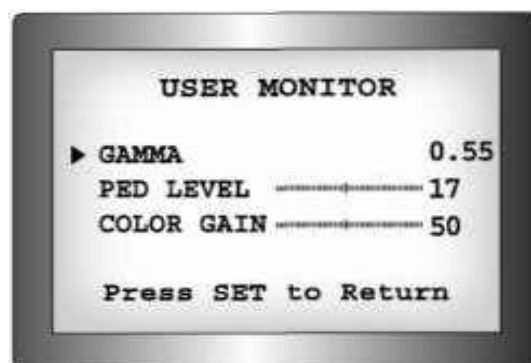 USER MONITOR
▶ GAMMA 0.55
PED LEVEL 17
COLOR GAIN 50
Press SET to Return